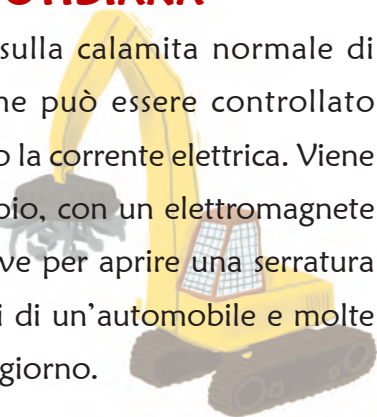 OTIDIANA
sulla calamita normale di
ne può essere controllato
o la corrente elettrica. Viene
pio, con un elettromagnete
ve per aprire una serratura
i di un’automobile e molte
giorno.